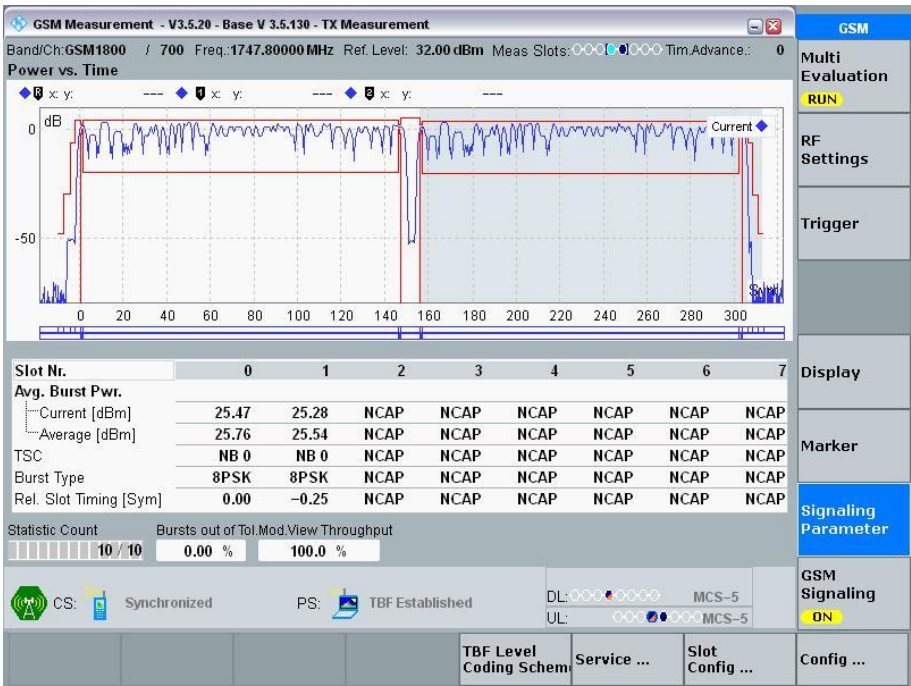 GSM Measurement - V3.5.20 - Base V 3.5.130 - TX Measurement
GSM
Band/Ch:GSM1800 / 700 Freq.:1747.80000 MHz Ref. Level: 32.00 dBm Meas Slots: Tim.Advance.: 0
Power vs. Time
Multi
Evaluation
RUN
R x: y: --- 1 x: y: --- 2 x: y: ---
dB
Current
0
-50
0 20 40 60 80 100 120 140 160 180 200 220 240 260 280 300
RF
Settings
Trigger
Slot Nr. 0 1 2 3 4 5 6 7
Avg. Burst Pwr.
Current [dBm] 25.47 25.28 NCAP NCAP NCAP NCAP NCAP NCAP
Average [dBm] 25.76 25.54 NCAP NCAP NCAP NCAP NCAP NCAP
TSC NB 0 NB 0 NCAP NCAP NCAP NCAP NCAP NCAP
Burst Type 8PSK 8PSK NCAP NCAP NCAP NCAP NCAP NCAP
Rel. Slot Timing [Sym] 0.00 -0.25 NCAP NCAP NCAP NCAP NCAP NCAP
Display
Marker
Statistic Count Bursts out of Tol. Mod.View Throughput
10 / 10 0.00 % 100.0 %
Signaling
Parameter
CS: Synchronized PS: TBF Established
DL: MCS-5
UL: MCS-5
GSM
Signaling
ON
TBF Level
Coding Schem
Service ...
Slot
Config ...
Config ...